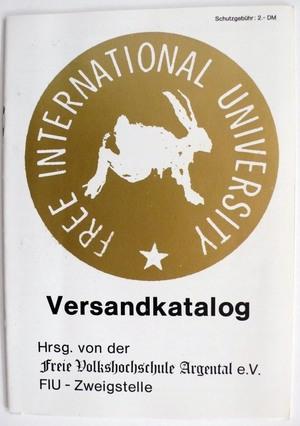 Schutzgebühr: 2.- DM
FREE INTERNATIONAL UNIVERSITY
Versandkatalog
Hrsg. von der
Freie Volkshochschule Argental e.V.
FIU - Zweigstelle